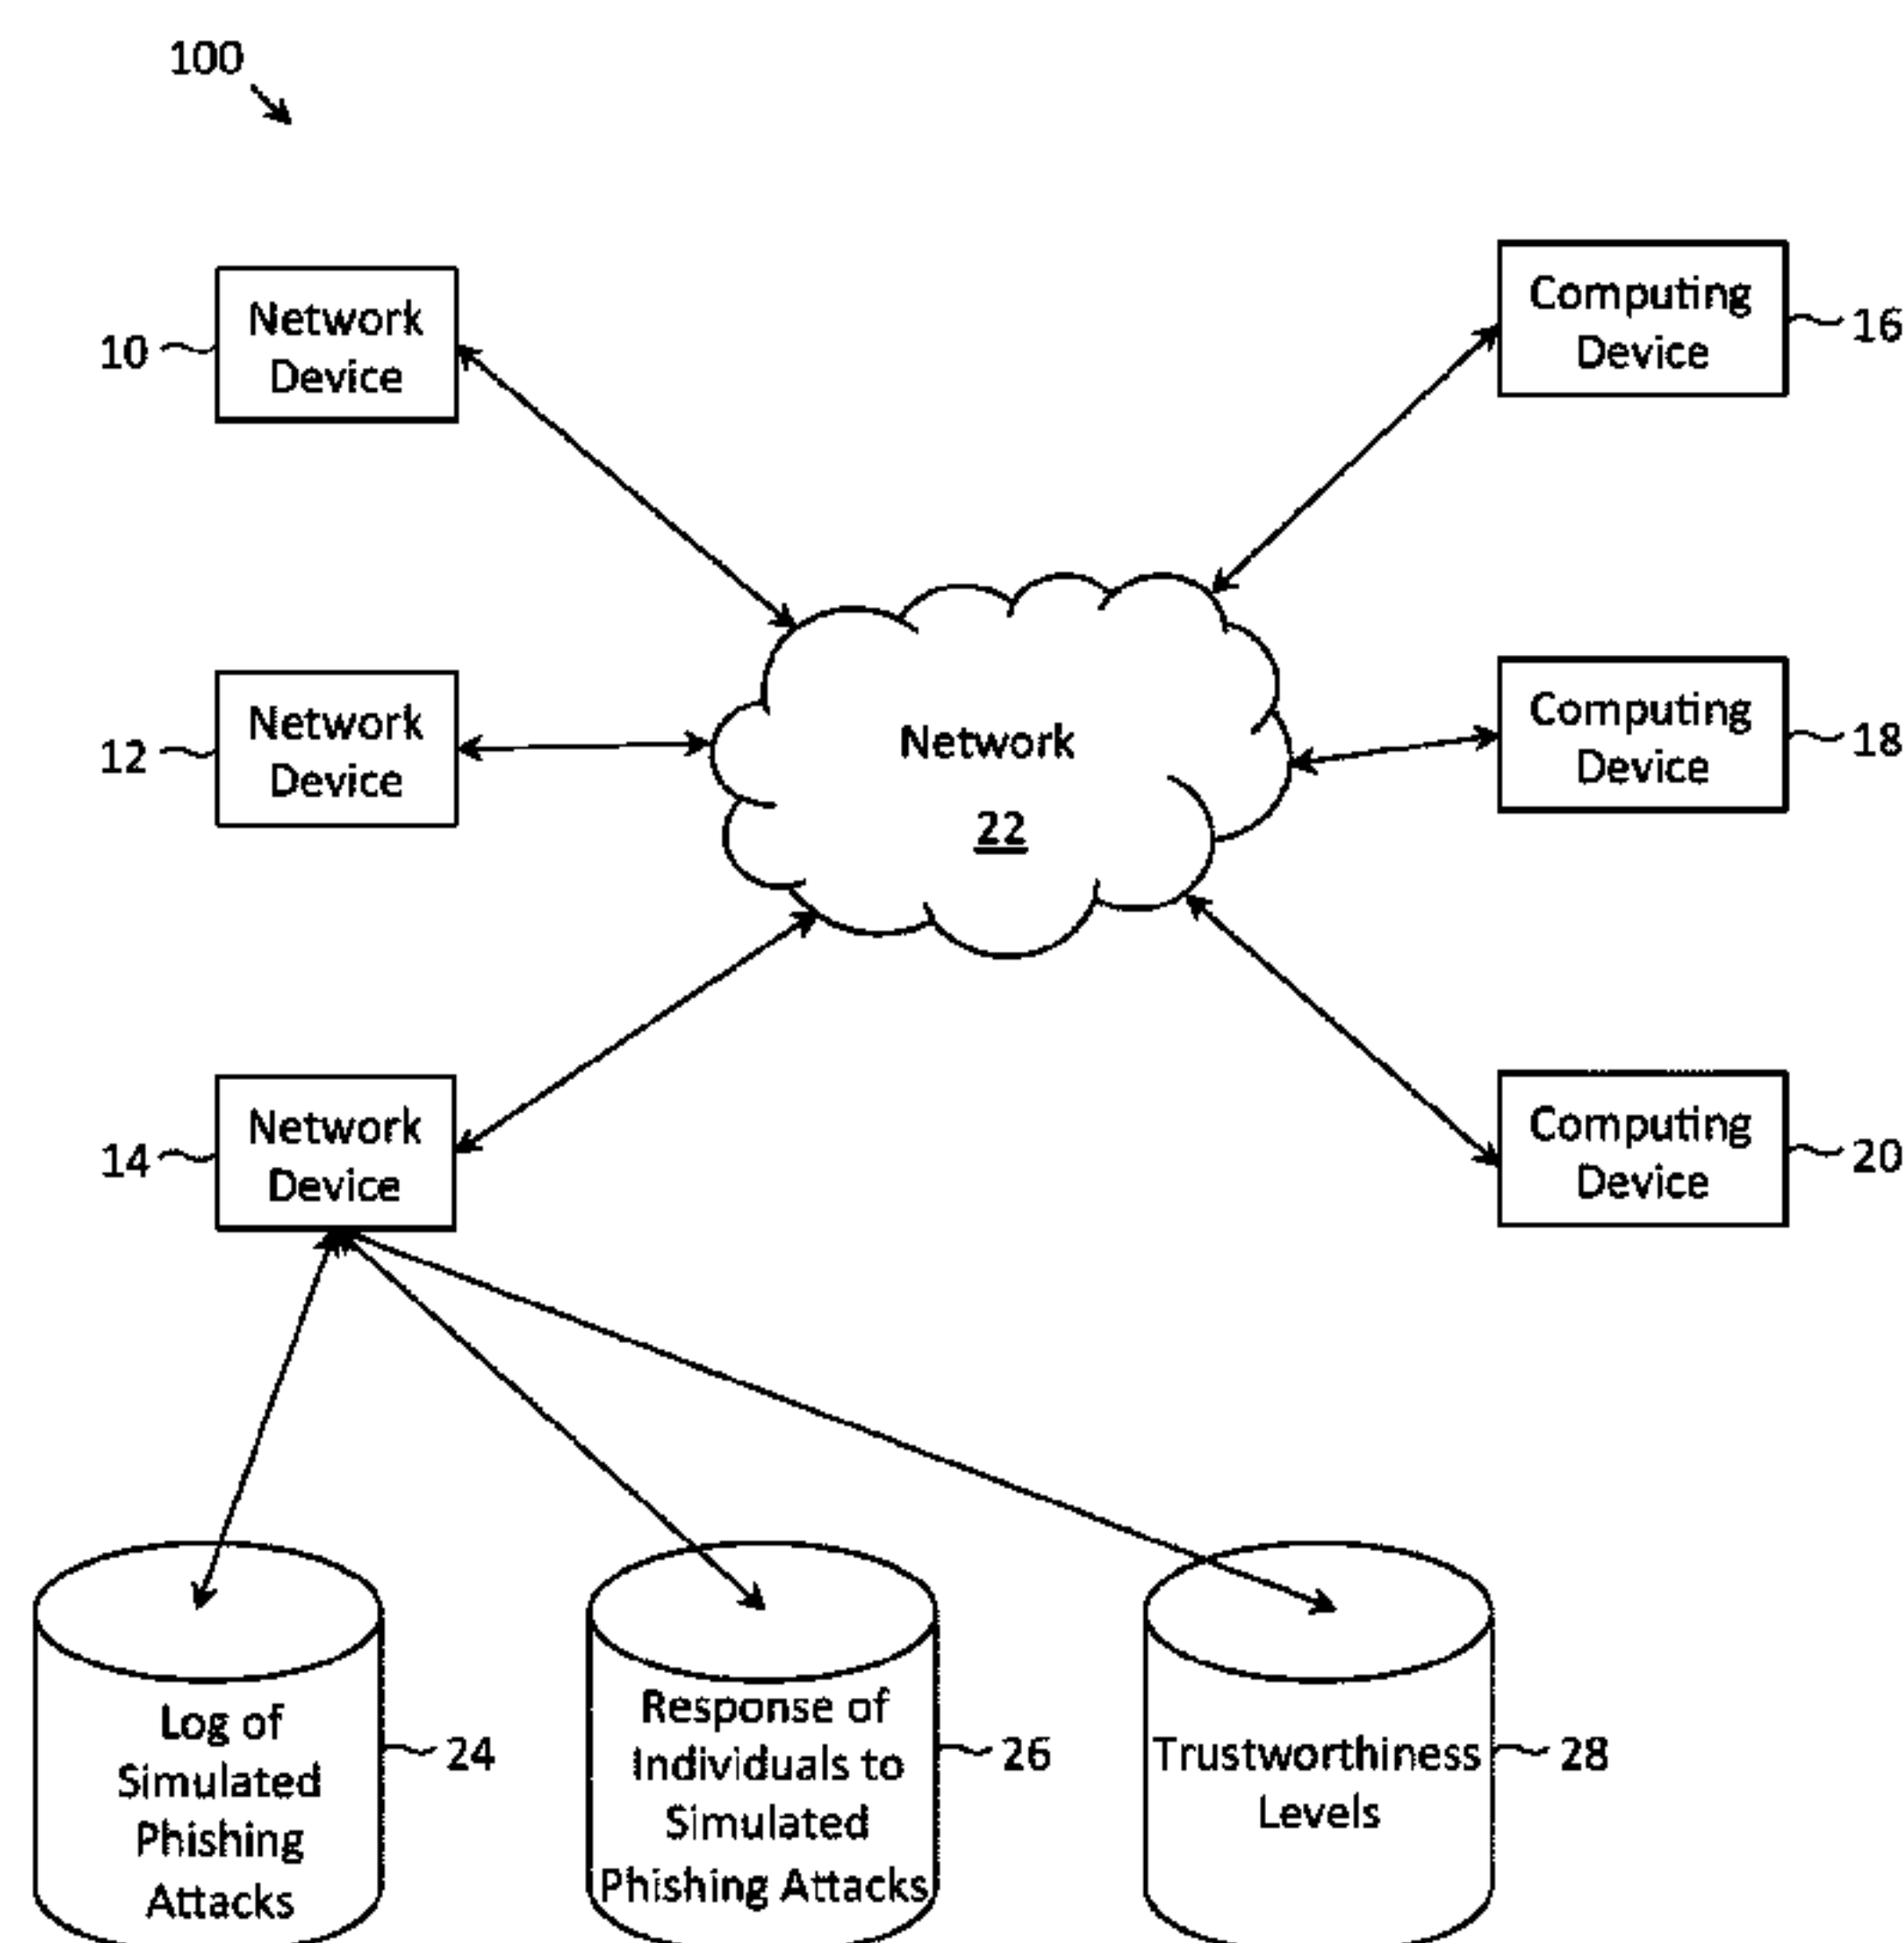 100
Network
Device
10
Computing
Device
16
Network
Device
12
Network
22
Computing
Device
18
Network
Device
14
Computing
Device
20
Log of
Simulated
Phishing
Attacks
24
Response of
Individuals to
Simulated
Phishing Attacks
26
Trustworthiness
Levels
28